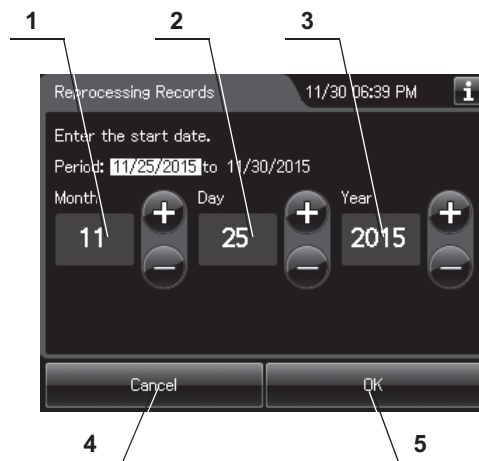 1 2 3
Reprocessing Records 11/30 06:39 PM i
Enter the start date.
Period: 11/25/2015 to 11/30/2015
Month Day Year
11 + 25 + 2015 +
− − −
Cancel OK
4 5